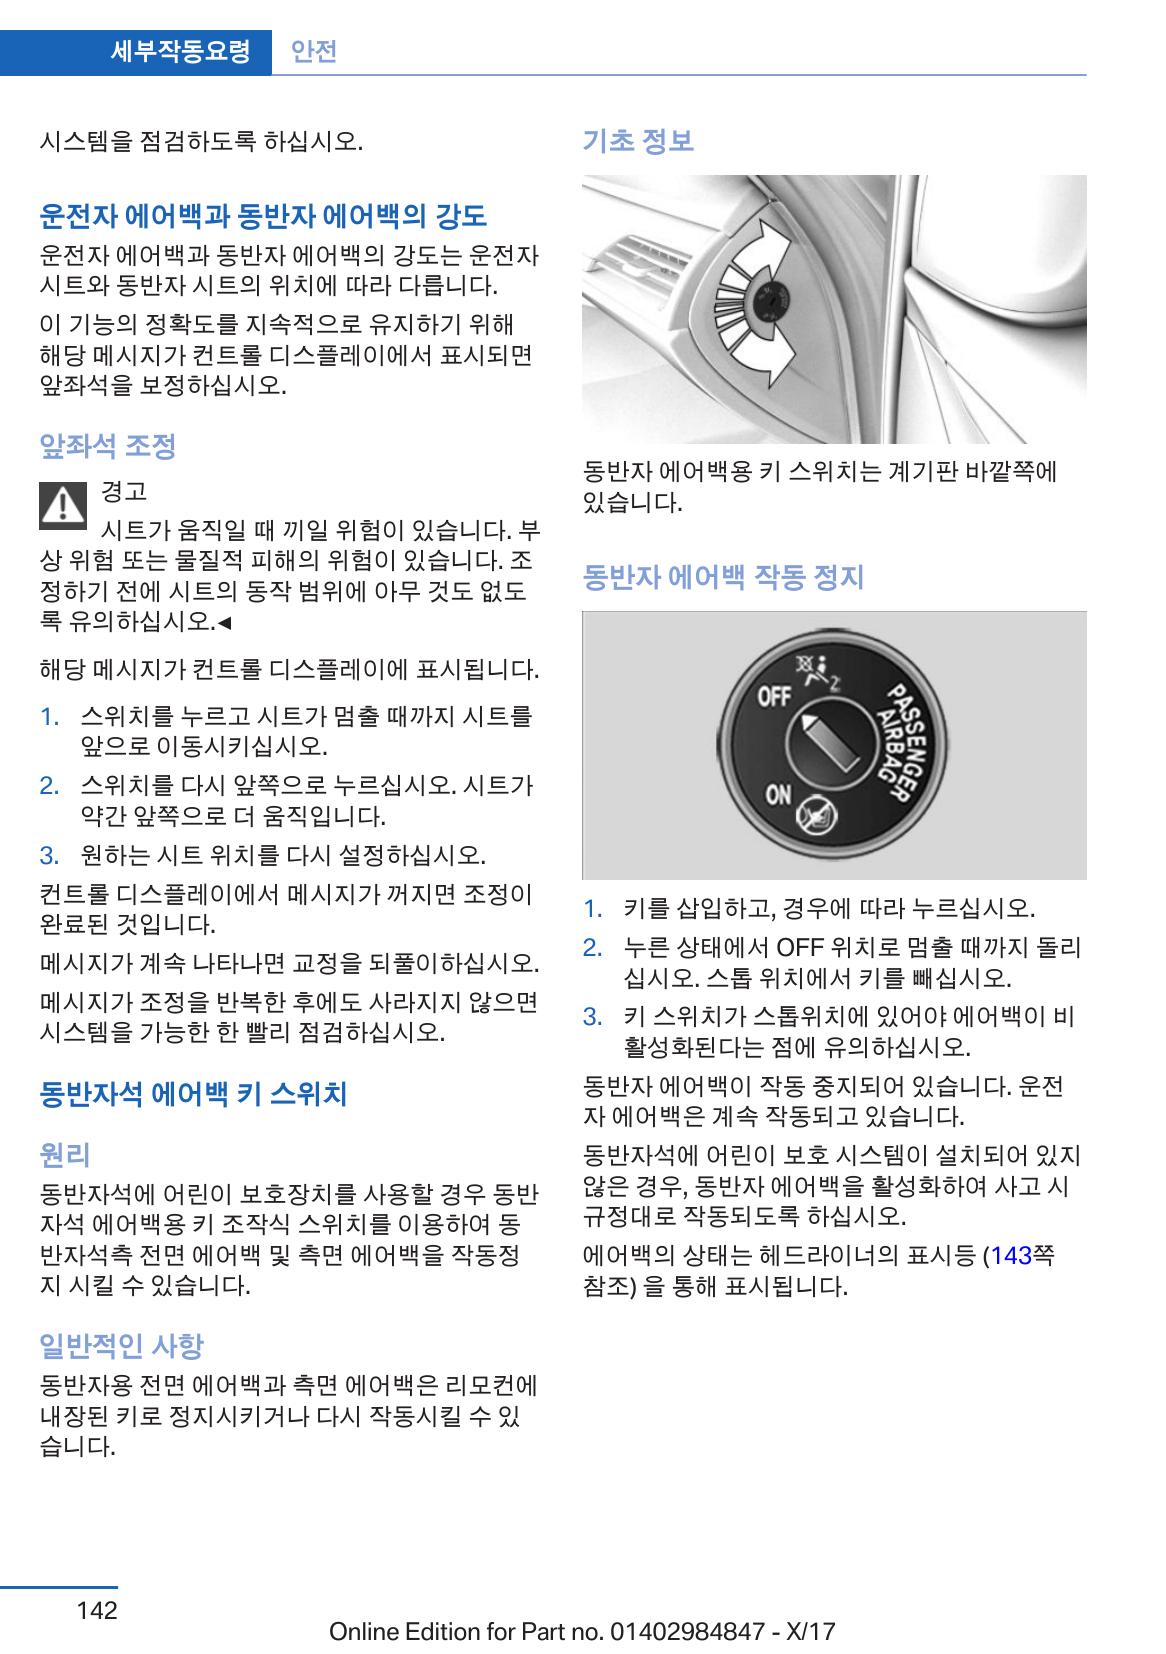 세부작동요령 안전
시스템을 점검하도록 하십시오.
운전자 에어백과 동반자 에어백의 강도
운전자 에어백과 동반자 에어백의 강도는 운전자
시트와 동반자 시트의 위치에 따라 다릅니다.
이 기능의 정확도를 지속적으로 유지하기 위해
해당 메시지가 컨트롤 디스플레이에서 표시되면
앞좌석을 보정하십시오.
앞좌석 조정
경고
시트가 움직일 때 끼일 위험이 있습니다. 부
상 위험 또는 물질적 피해의 위험이 있습니다. 조
정하기 전에 시트의 동작 범위에 아무 것도 없도
록 유의하십시오.◀
해당 메시지가 컨트롤 디스플레이에 표시됩니다.
1. 스위치를 누르고 시트가 멈출 때까지 시트를
앞으로 이동시키십시오.
2. 스위치를 다시 앞쪽으로 누르십시오. 시트가
약간 앞쪽으로 더 움직입니다.
3. 원하는 시트 위치를 다시 설정하십시오.
컨트롤 디스플레이에서 메시지가 꺼지면 조정이
완료된 것입니다.
메시지가 계속 나타나면 교정을 되풀이하십시오.
메시지가 조정을 반복한 후에도 사라지지 않으면
시스템을 가능한 한 빨리 점검하십시오.
동반자석 에어백 키 스위치
원리
동반자석에 어린이 보호장치를 사용할 경우 동반
자석 에어백용 키 조작식 스위치를 이용하여 동
반자석측 전면 에어백 및 측면 에어백을 작동정
지 시킬 수 있습니다.
일반적인 사항
동반자용 전면 에어백과 측면 에어백은 리모컨에
내장된 키로 정지시키거나 다시 작동시킬 수 있
습니다.
기초 정보
동반자 에어백용 키 스위치는 계기판 바깥쪽에
있습니다.
동반자 에어백 작동 정지
OFF
2
PASSENGER
AIRBAG
ON
1. 키를 삽입하고, 경우에 따라 누르십시오.
2. 누른 상태에서 OFF 위치로 멈출 때까지 돌리
십시오. 스톱 위치에서 키를 빼십시오.
3. 키 스위치가 스톱위치에 있어야 에어백이 비
활성화된다는 점에 유의하십시오.
동반자 에어백이 작동 중지되어 있습니다. 운전
자 에어백은 계속 작동되고 있습니다.
동반자석에 어린이 보호 시스템이 설치되어 있지
않은 경우, 동반자 에어백을 활성화하여 사고 시
규정대로 작동되도록 하십시오.
에어백의 상태는 헤드라이너의 표시등 (143쪽
참조) 을 통해 표시됩니다.
142
Online Edition for Part no. 01402984847 - X/17